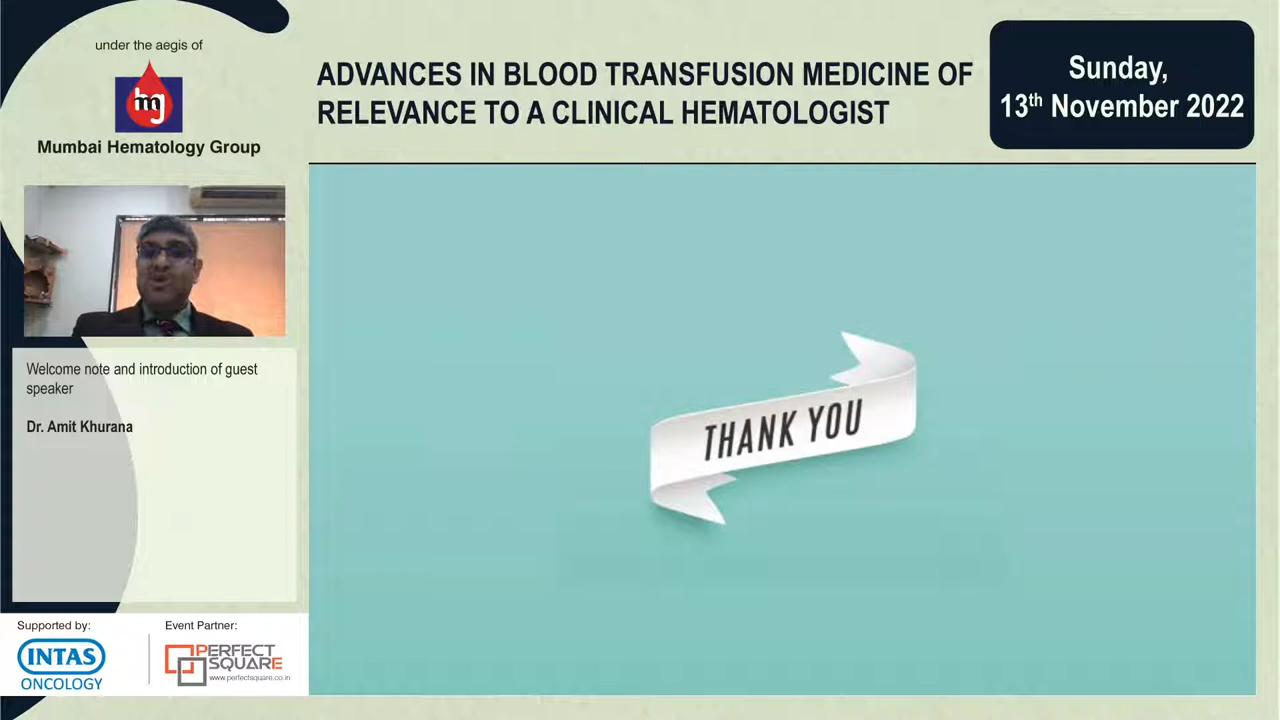 under the aegis of
hg
Mumbai Hematology Group
ADVANCES IN BLOOD TRANSFUSION MEDICINE OF
RELEVANCE TO A CLINICAL HEMATOLOGIST
Sunday,
13th November 2022
Welcome note and introduction of guest
speaker
Dr. Amit Khurana
THANK YOU
Supported by:
INTAS
ONCOLOGY
Event Partner:
PERFECT
SQUARE
www.perfectsquare.co.in